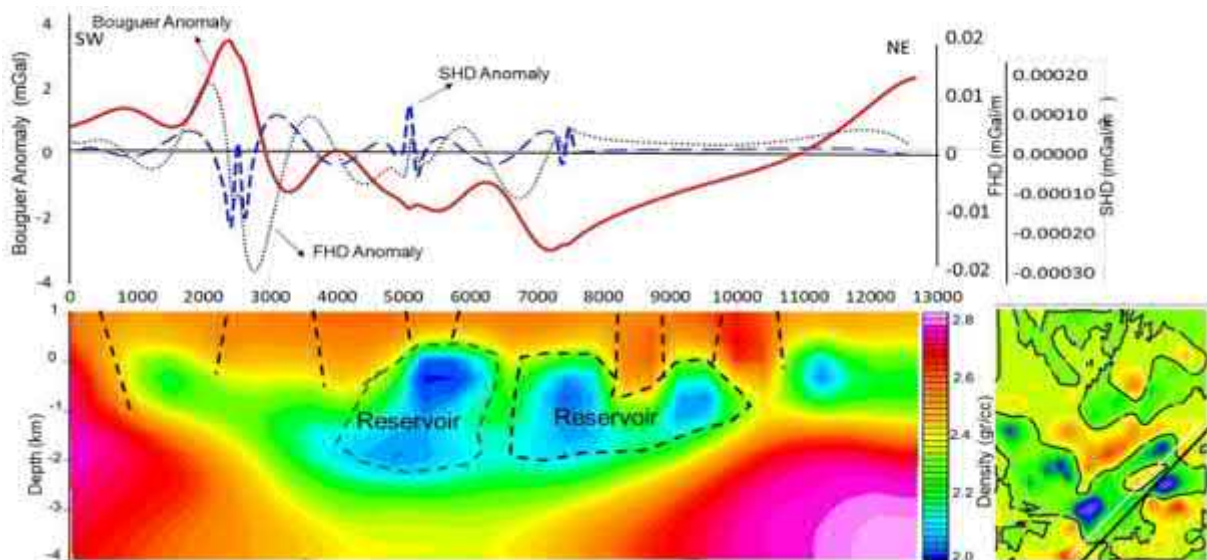 4
2
0
-2
-4
Bouguer Anomaly (mGal)
Bouguer Anomaly
SW
SHD Anomaly
FHD Anomaly
NE
0.02
0.01
0
-0.01
-0.02
FHD (mGal/m
0.00020
0.00010
0.00000
-0.00010
-0.00020
-0.00030
SHD (mGal/m
0 1000 2000 3000 4000 5000 6000 7000 8000 9000 10000 11000 12000 13000
1
0
-1
-2
-3
-4
Depth (km)
Reservoir
Reservoir
2.8
2.6
2.4
2.2
2.0
Density (gr/cc)